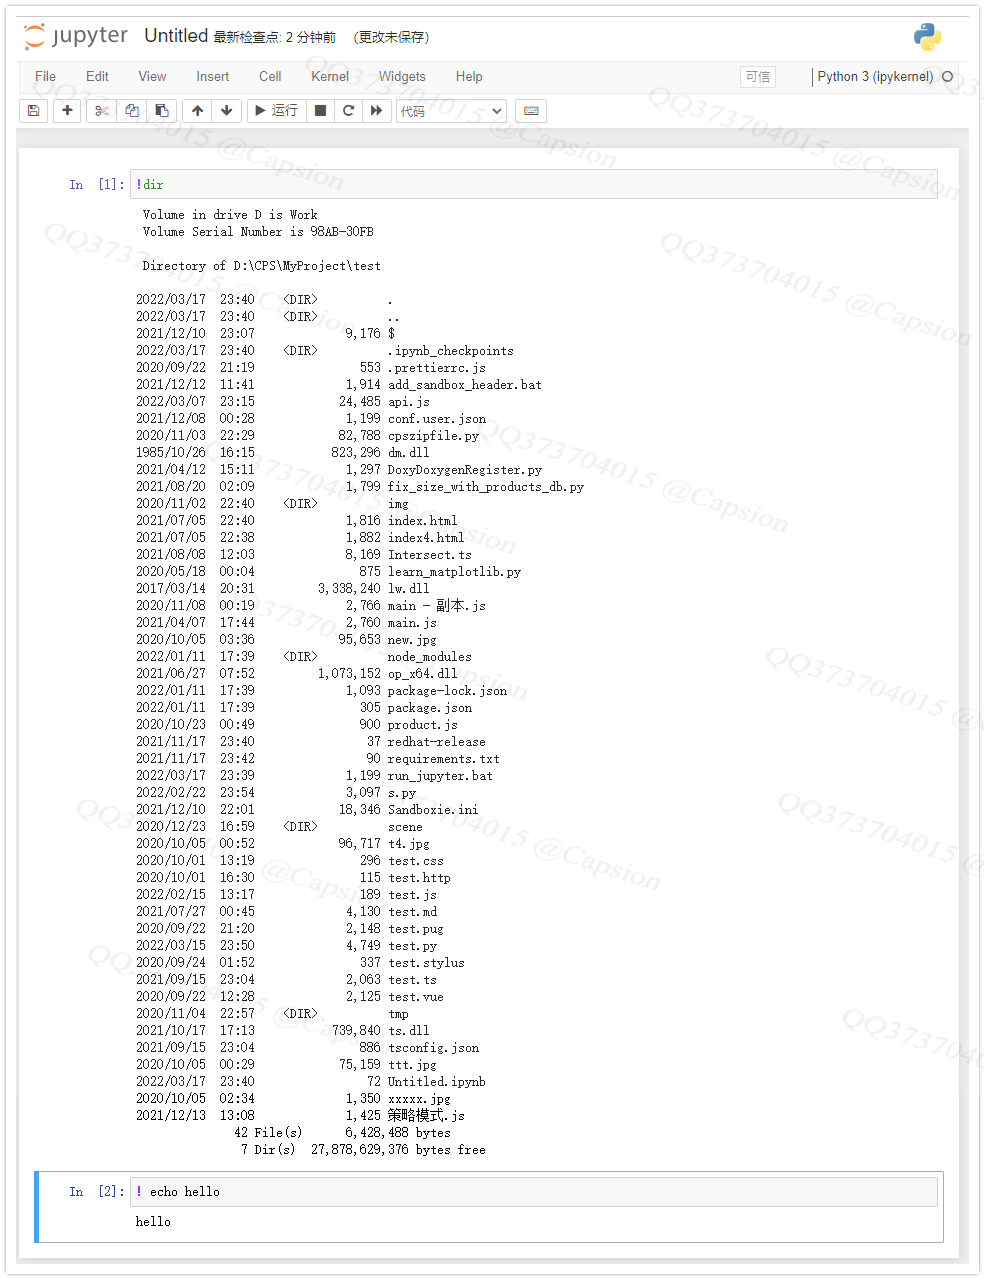 jupyter Untitled 最新检查点: 2 分钟前 (更改未保存)
File Edit View Insert Cell Kernel Widgets Help 可信 Python 3 (ipykernel)
运行 代码
In [1]: !dir
Volume in drive D is Work
Volume Serial Number is 98AB-30FB
Directory of D:\CPS\MyProject\test
2022/03/17 23:40 <DIR> .
2022/03/17 23:40 <DIR> ..
2021/12/10 23:07 9,176 $
2022/03/17 23:40 <DIR> .ipynb_checkpoints
2020/09/22 21:19 553 .prettierrc.js
2021/12/12 11:41 1,914 add_sandbox_header.bat
2022/03/07 23:15 24,485 api.js
2021/12/08 00:28 1,199 conf.user.json
2020/11/03 22:29 82,788 cpszipfile.py
1985/10/26 16:15 823,296 dm.dll
2021/04/12 15:11 1,297 DoxyDoxygenRegister.py
2021/08/20 02:09 1,799 fix_size_with_products_db.py
2020/11/02 22:40 <DIR> img
2021/07/05 22:40 1,816 index.html
2021/07/05 22:38 1,882 index4.html
2021/08/08 12:03 8,169 Intersect.ts
2020/05/18 00:04 875 learn_matplotlib.py
2017/03/14 20:31 3,338,240 lw.dll
2020/11/08 00:19 2,766 main - 副本.js
2021/04/07 17:44 2,760 main.js
2020/10/05 03:36 95,653 new.jpg
2022/01/11 17:39 <DIR> node_modules
2021/06/27 07:52 1,073,152 op_x64.dll
2022/01/11 17:39 1,093 package-lock.json
2022/01/11 17:39 305 package.json
2020/10/23 00:49 900 product.js
2021/11/17 23:40 37 redhat-release
2021/11/17 23:42 90 requirements.txt
2022/03/17 23:39 1,199 run_jupyter.bat
2022/02/22 23:54 3,097 s.py
2021/12/10 22:01 18,346 Sandboxie.ini
2020/12/23 16:59 <DIR> scene
2020/10/05 00:52 96,717 t4.jpg
2020/10/01 13:19 296 test.css
2020/10/01 16:30 115 test.http
2022/02/15 13:17 189 test.js
2021/07/27 00:45 4,130 test.md
2020/09/22 21:20 2,148 test.pug
2022/03/15 23:50 4,749 test.py
2020/09/24 01:52 337 test.stylus
2021/09/15 23:04 2,063 test.ts
2020/09/22 12:28 2,125 test.vue
2020/11/04 22:57 <DIR> tmp
2021/10/17 17:13 739,840 ts.dll
2021/09/15 23:04 886 tsconfig.json
2020/10/05 00:29 75,159 ttt.jpg
2022/03/17 23:40 72 Untitled.ipynb
2020/10/05 02:34 1,350 xxxxx.jpg
2021/12/13 13:08 1,425 策略模式.js
42 File(s) 6,428,488 bytes
7 Dir(s) 27,878,629,376 bytes free
In [2]: ! echo hello
hello
QQ373704015 @Capsion